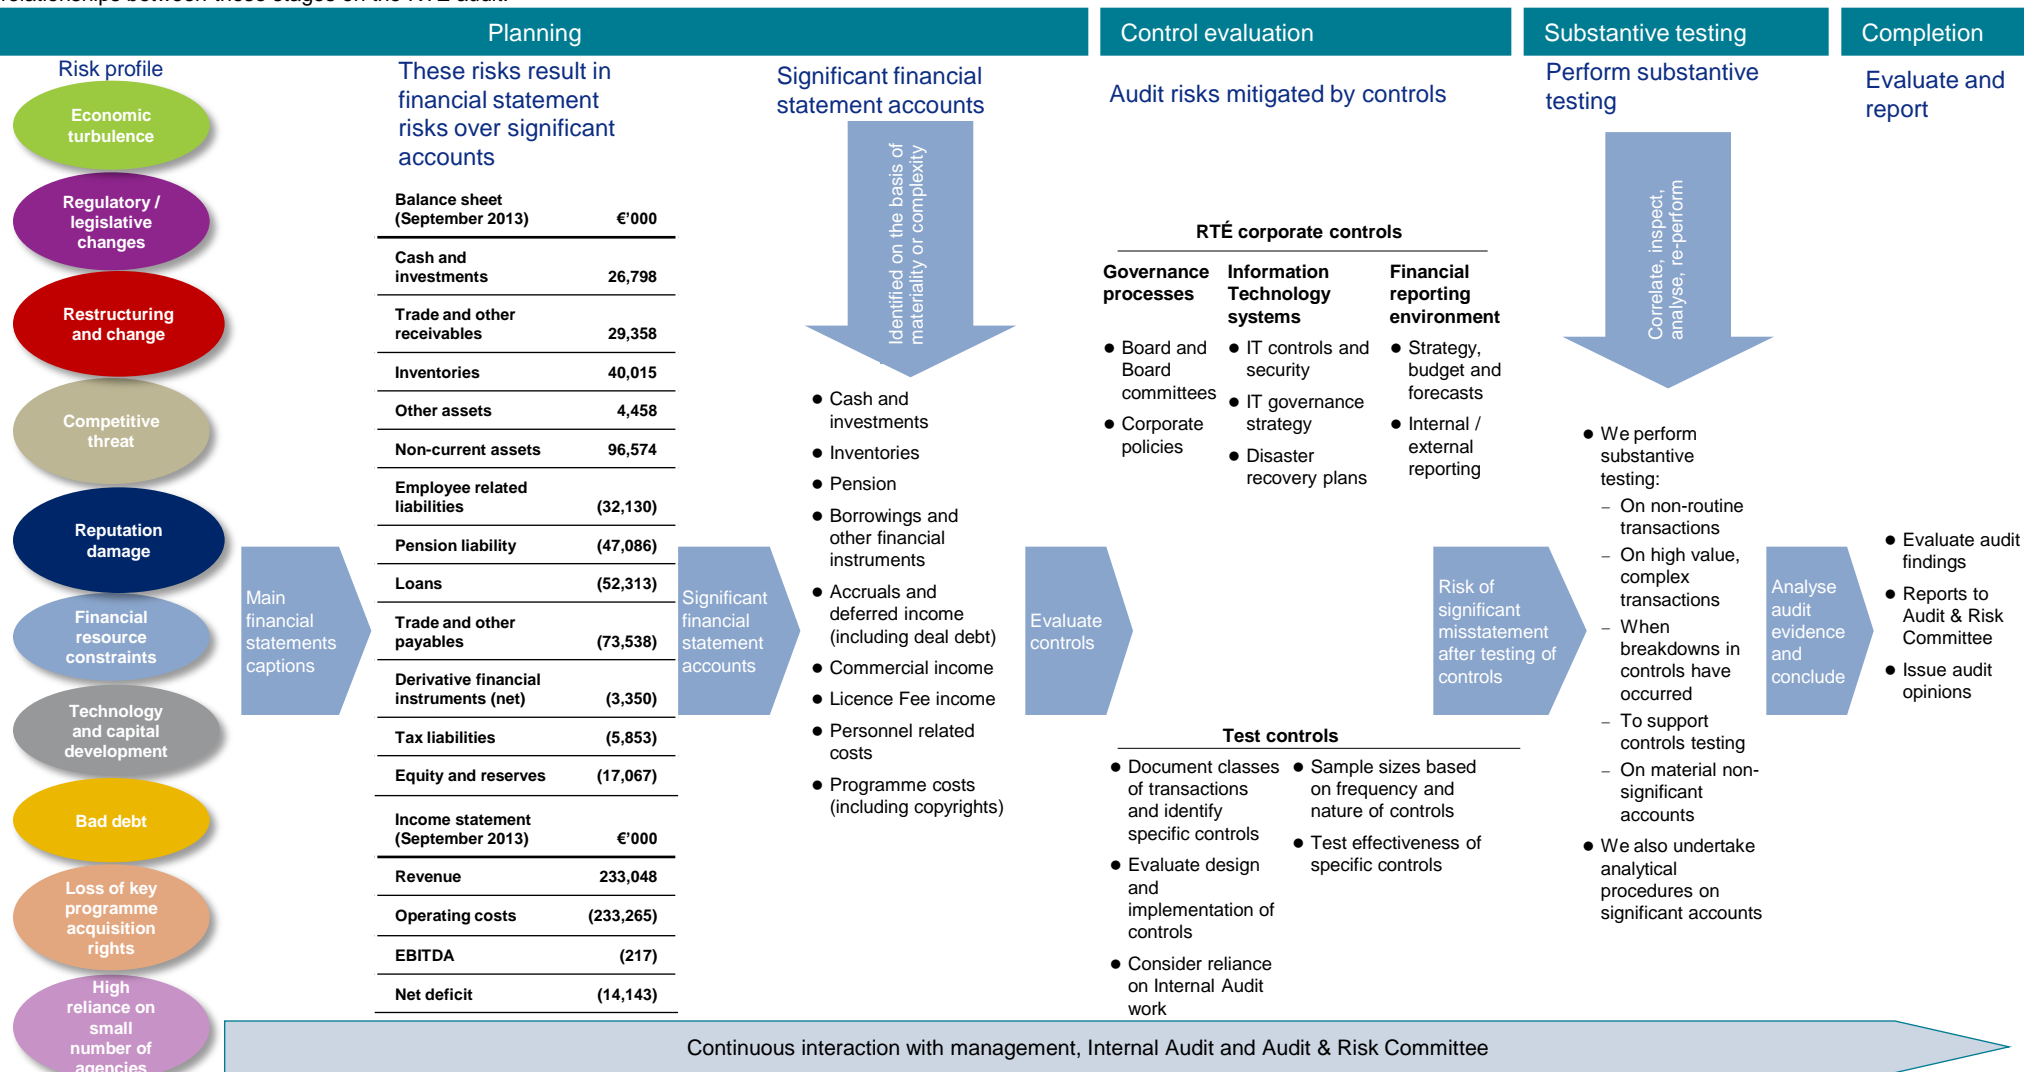 relationships between these stages on the RTÉ audit.
Planning
Control evaluation
Substantive testing
Completion
Risk profile
Economic
turbulence
Regulatory /
legislative
changes
Restructuring
and change
Competitive
threat
Reputation
damage
Financial
resource
constraints
Technology
and capital
development
Bad debt
Loss of key
programme
acquisition
rights
High
reliance on
small
number of
agencies
Main
financial
statements
captions
These risks result in
financial statement
risks over significant
accounts
Balance sheet
(September 2013) €’000
Cash and
investments 26,798
Trade and other
receivables 29,358
Inventories 40,015
Other assets 4,458
Non-current assets 96,574
Employee related
liabilities (32,130)
Pension liability (47,086)
Loans (52,313)
Trade and other
payables (73,538)
Derivative financial
instruments (net) (3,350)
Tax liabilities (5,853)
Equity and reserves (17,067)
Income statement
(September 2013) €’000
Revenue 233,048
Operating costs (233,265)
EBITDA (217)
Net deficit (14,143)
Significant
financial
statement
accounts
Significant financial
statement accounts
Identified on the basis of
materiality or complexity
● Cash and
investments
● Inventories
● Pension
● Borrowings and
other financial
instruments
● Accruals and
deferred income
(including deal debt)
● Commercial income
● Licence Fee income
● Personnel related
costs
● Programme costs
(including copyrights)
Evaluate
controls
Audit risks mitigated by controls
RTÉ corporate controls
Governance
processes
● Board and
Board
committees
● Corporate
policies
Information
Technology
systems
● IT controls and
security
● IT governance
strategy
● Disaster
recovery plans
Financial
reporting
environment
● Strategy,
budget and
forecasts
● Internal /
external
reporting
Test controls
● Document classes
of transactions
and identify
specific controls
● Evaluate design
and
implementation of
controls
● Consider reliance
on Internal Audit
work
● Sample sizes based
on frequency and
nature of controls
● Test effectiveness of
specific controls
Risk of
significant
misstatement
after testing of
controls
Perform substantive
testing
Correlate, inspect,
analyse, re-perform
● We perform
substantive
testing:
– On non-routine
transactions
– On high value,
complex
transactions
– When
breakdowns in
controls have
occurred
– To support
controls testing
– On material non-
significant
accounts
● We also undertake
analytical
procedures on
significant accounts
Analyse
audit
evidence
and
conclude
Evaluate and
report
● Evaluate audit
findings
● Reports to
Audit & Risk
Committee
● Issue audit
opinions
Continuous interaction with management, Internal Audit and Audit & Risk Committee